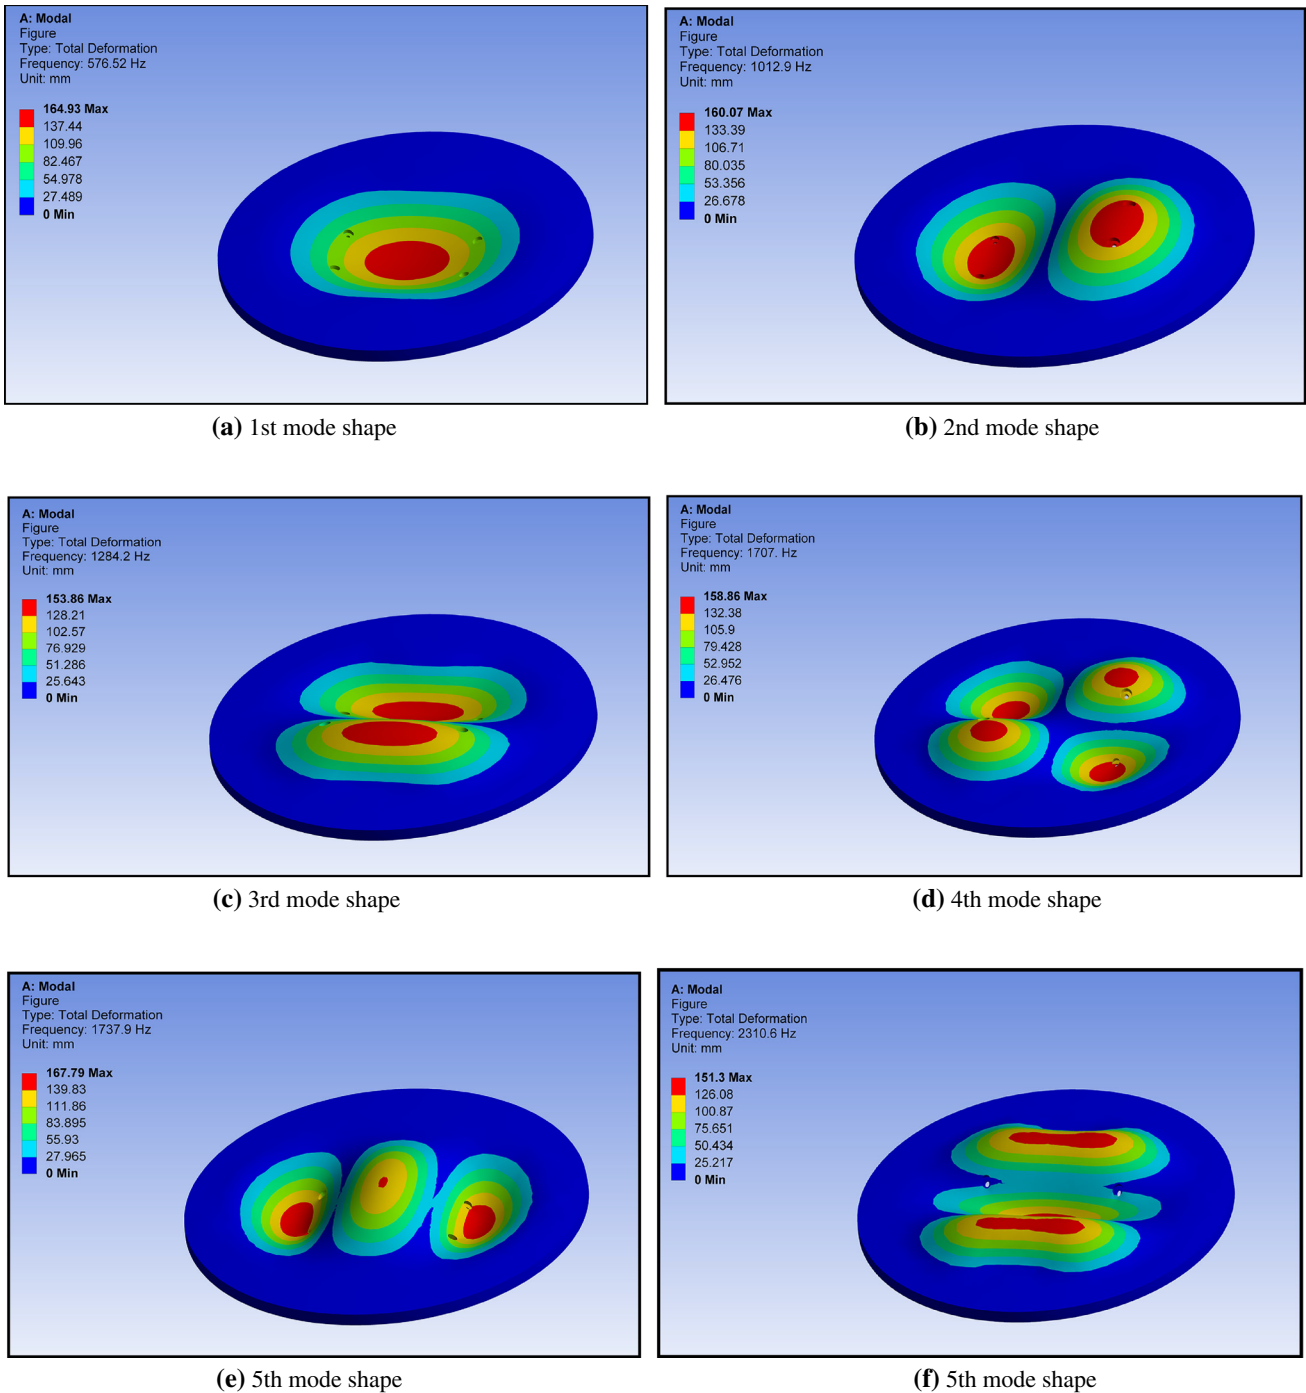 A: Modal
Figure
Type: Total Deformation
Frequency: 576.52 Hz
Unit: mm
164.93 Max
137.44
109.96
82.467
54.978
27.489
0 Min
(a) 1st mode shape
A: Modal
Figure
Type: Total Deformation
Frequency: 1012.9 Hz
Unit: mm
160.07 Max
133.39
106.71
80.035
53.356
26.678
0 Min
(b) 2nd mode shape
A: Modal
Figure
Type: Total Deformation
Frequency: 1284.2 Hz
Unit: mm
153.86 Max
128.21
102.57
76.929
51.286
25.643
0 Min
(c) 3rd mode shape
A: Modal
Figure
Type: Total Deformation
Frequency: 1707. Hz
Unit: mm
158.86 Max
132.38
105.9
79.428
52.952
26.476
0 Min
(d) 4th mode shape
A: Modal
Figure
Type: Total Deformation
Frequency: 1737.9 Hz
Unit: mm
167.79 Max
139.83
111.86
83.895
55.93
27.965
0 Min
(e) 5th mode shape
A: Modal
Figure
Type: Total Deformation
Frequency: 2310.6 Hz
Unit: mm
151.3 Max
126.08
100.87
75.651
50.434
25.217
0 Min
(f) 5th mode shape